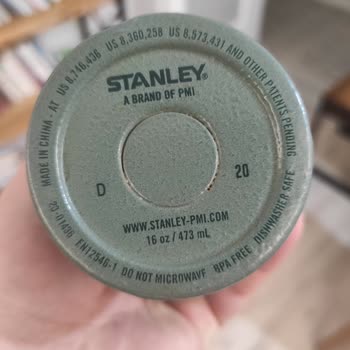 STANLEY®
A BRAND OF PMI
D
20
WWW.STANLEY-PMI.COM
16 oz / 473 mL
MADE IN CHINA - AT US 8,746,436 US 8,360,258 US 8,573,431 AND OTHER PATENTS PENDING
EN12546-1 DO NOT MICROWAVE BPA FREE DISHWASHER SAFE